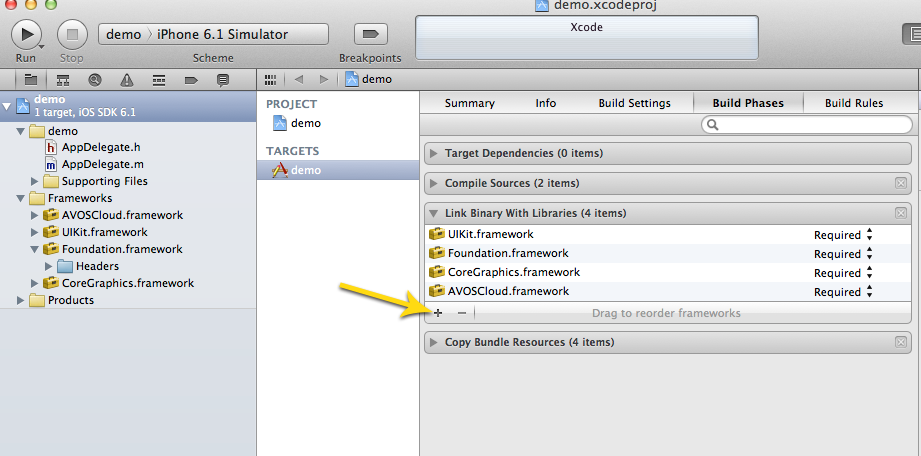 demo.xcodeproj
demo 〉iPhone 6.1 Simulator
Xcode
Run
Stop
Scheme
Breakpoints
demo
demo
1 target, iOS SDK 6.1
demo
h AppDelegate.h
m AppDelegate.m
Supporting Files
Frameworks
AVOSCloud.framework
UIKit.framework
Foundation.framework
Headers
CoreGraphics.framework
Products
PROJECT
demo
TARGETS
demo
Summary
Info
Build Settings
Build Phases
Build Rules
Target Dependencies (0 items)
Compile Sources (2 items)
Link Binary With Libraries (4 items)
UIKit.framework Required
Foundation.framework Required
CoreGraphics.framework Required
AVOSCloud.framework Required
+ − Drag to reorder frameworks
Copy Bundle Resources (4 items)